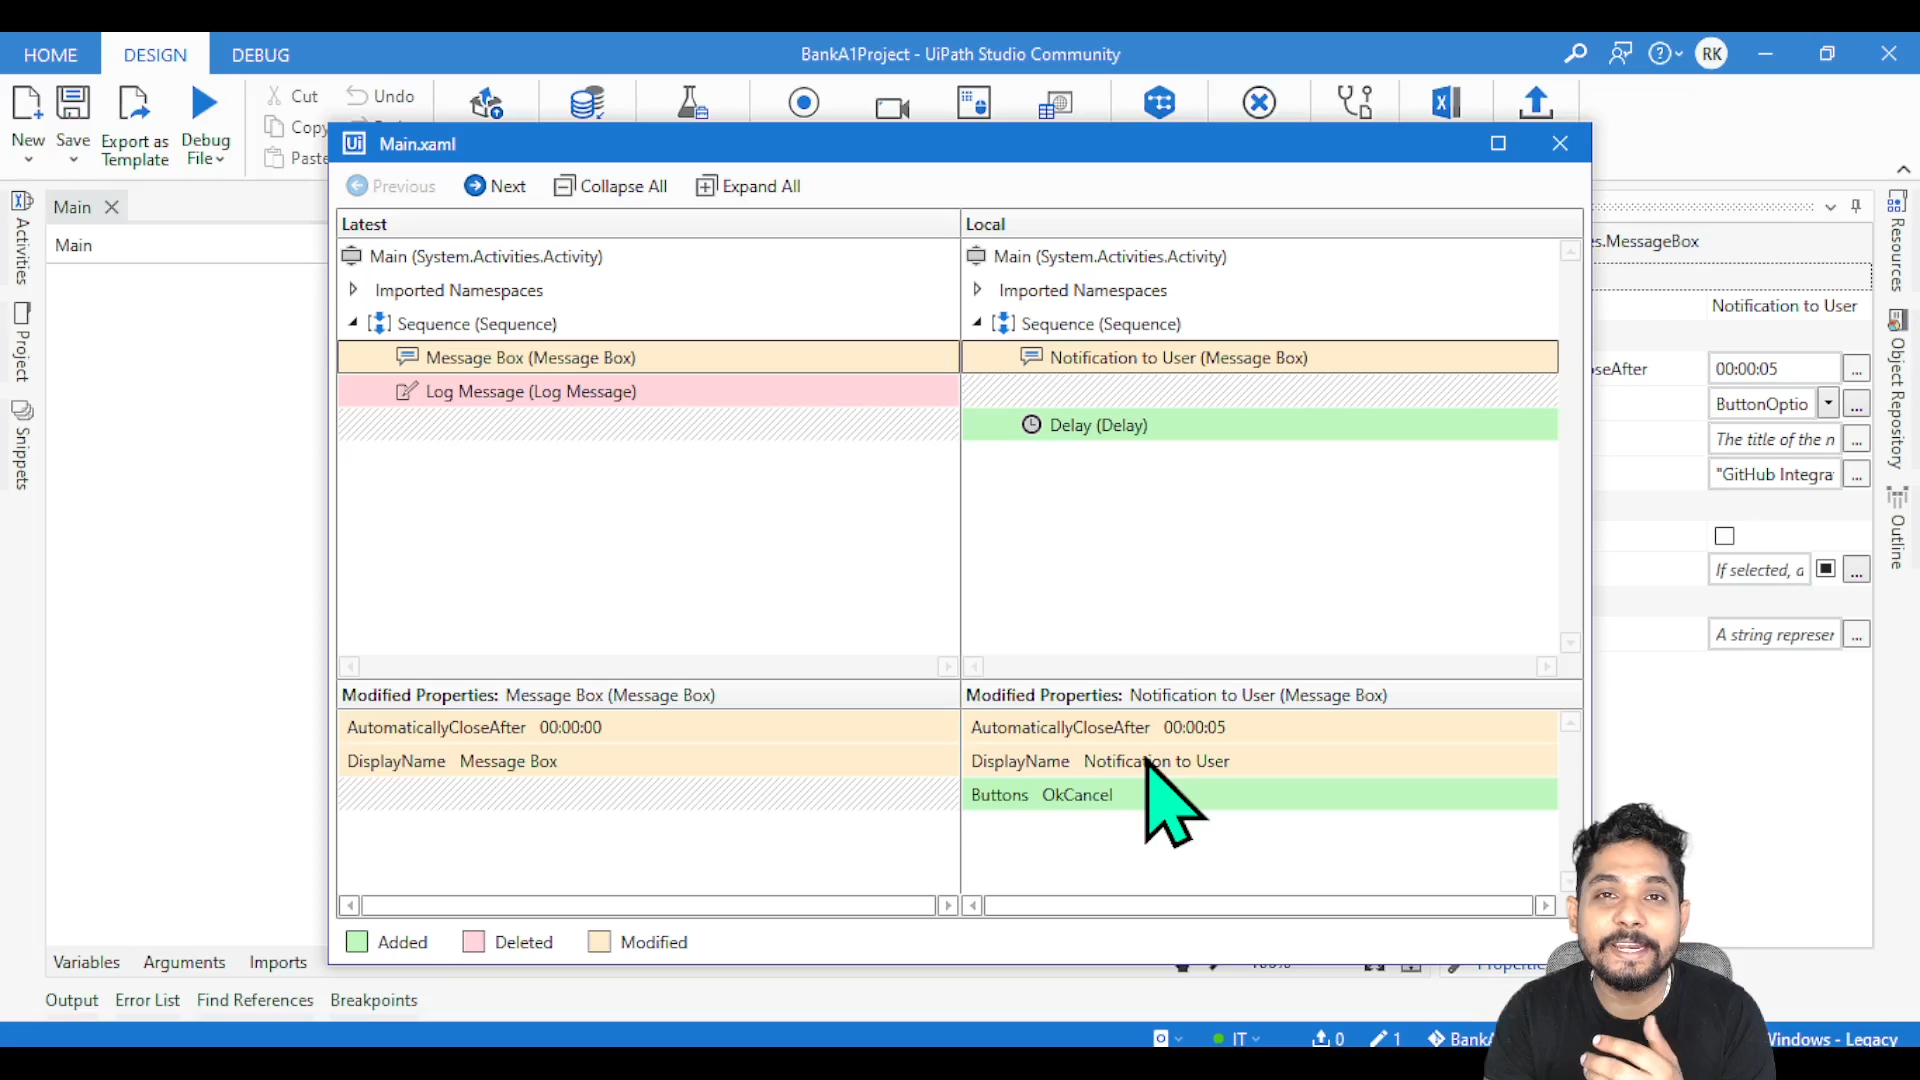 HOME DESIGN DEBUG
BankA1Project - UiPath Studio Community
RK
New
Save
Export as
Template
Debug
File
Cut
Undo
Copy
Paste
Main.xaml
Previous
Next
Collapse All
Expand All
Activities
Project
Snippets
Main
Main
Latest
Main (System.Activities.Activity)
Imported Namespaces
Sequence (Sequence)
Message Box (Message Box)
Log Message (Log Message)
Local
Main (System.Activities.Activity)
Imported Namespaces
Sequence (Sequence)
Notification to User (Message Box)
Delay (Delay)
Modified Properties: Message Box (Message Box)
AutomaticallyCloseAfter 00:00:00
DisplayName Message Box
Modified Properties: Notification to User (Message Box)
AutomaticallyCloseAfter 00:00:05
DisplayName Notification to User
Buttons OkCancel
Added
Deleted
Modified
s.MessageBox
Notification to User
seAfter
00:00:05
ButtonOptio
The title of the n
"GitHub Integra
If selected, a
A string represer
Resources
Object Repository
Outline
Variables Arguments Imports
100%
Output Error List Find References Breakpoints
IT
0
1
BankA
Windows - Legacy